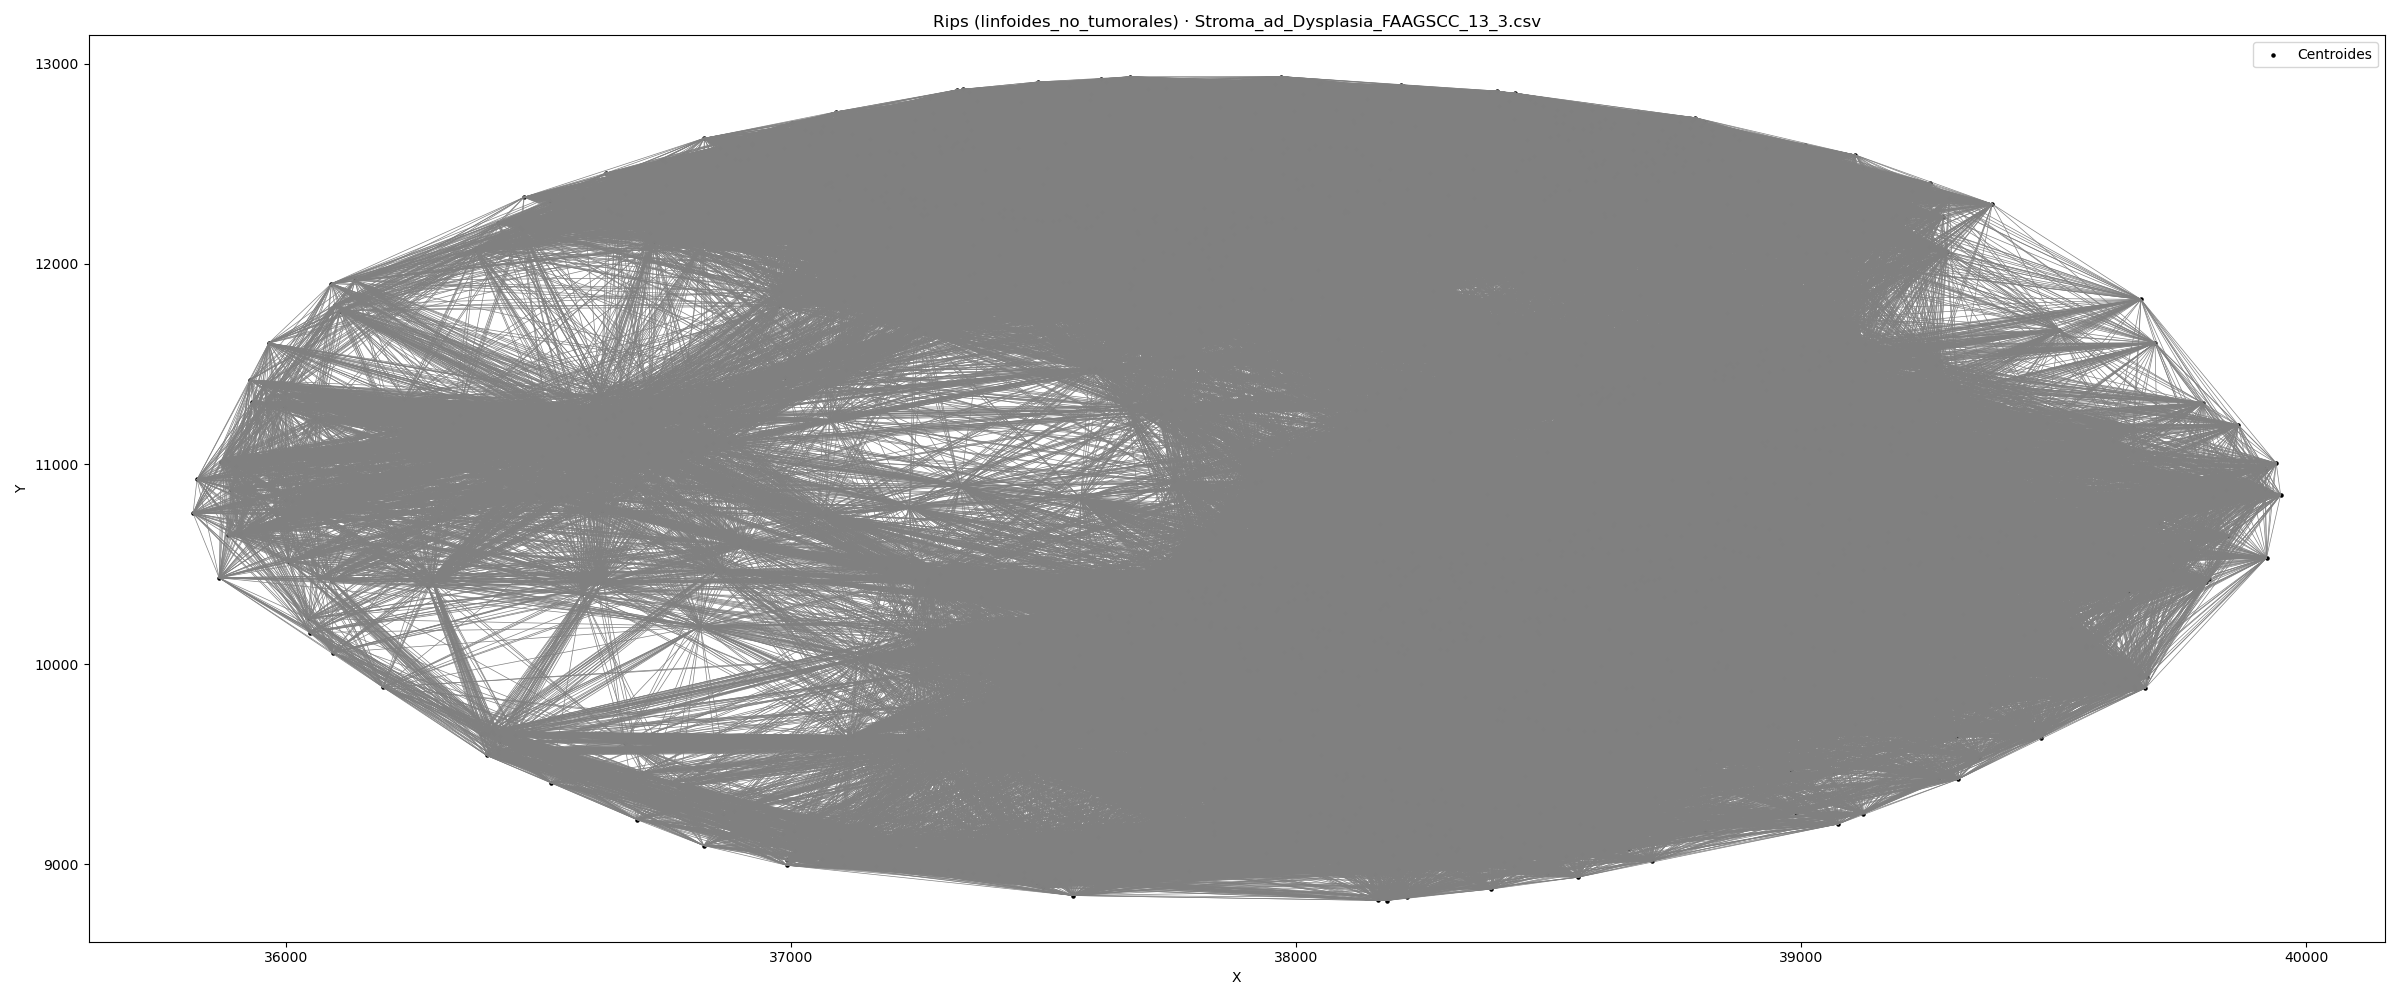 Rips (linfoides_no_tumorales) · Stroma_ad_Dysplasia_FAAGSCC_13_3.csv
Centroides
13000
12000
11000
10000
9000
Y
36000
37000
38000
39000
40000
X